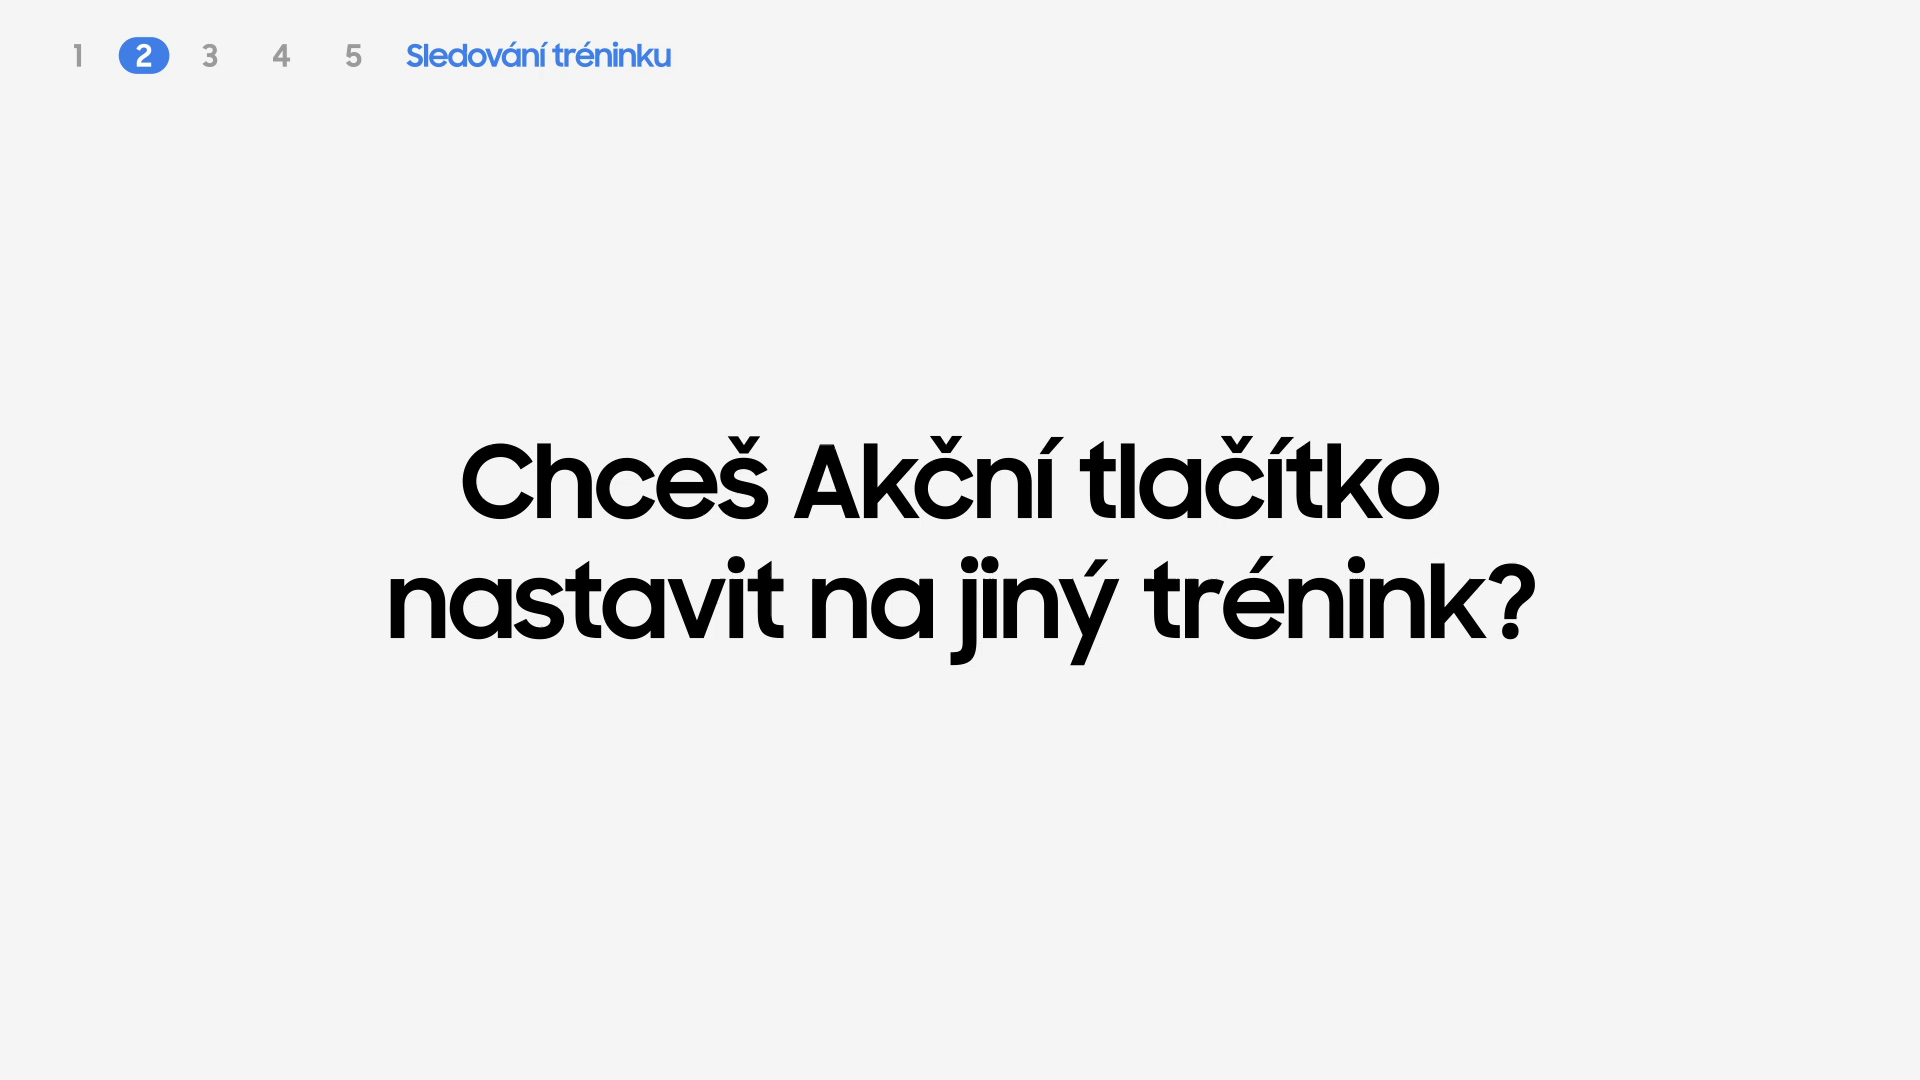 1 2 3 4 5 Sledování tréninku
Chceš Akční tlačítko
nastavit na jiný trénink?